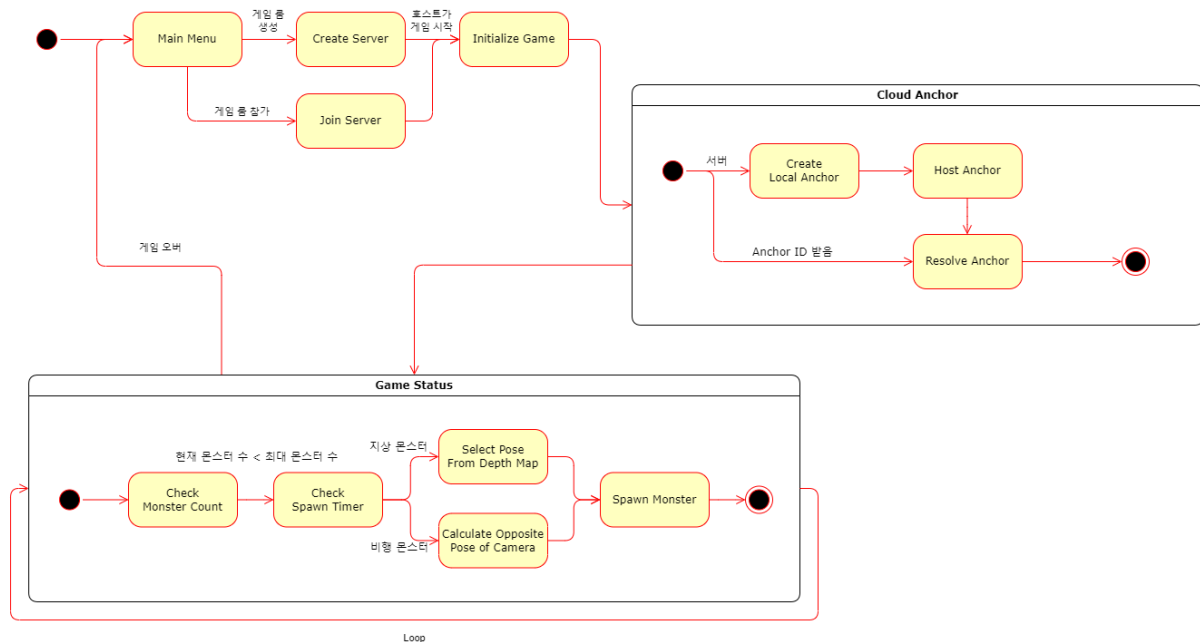 게임 룸
생성
호스트가
게임 시작
Main Menu
Create Server
Initialize Game
게임 룸 참가
Join Server
Cloud Anchor
서버
Create
Local Anchor
Host Anchor
Anchor ID 받음
Resolve Anchor
게임 오버
Game Status
현재 몬스터 수 < 최대 몬스터 수
지상 몬스터
Select Pose
From Depth Map
Check
Monster Count
Check
Spawn Timer
Spawn Monster
비행 몬스터
Calculate Opposite
Pose of Camera
Loop